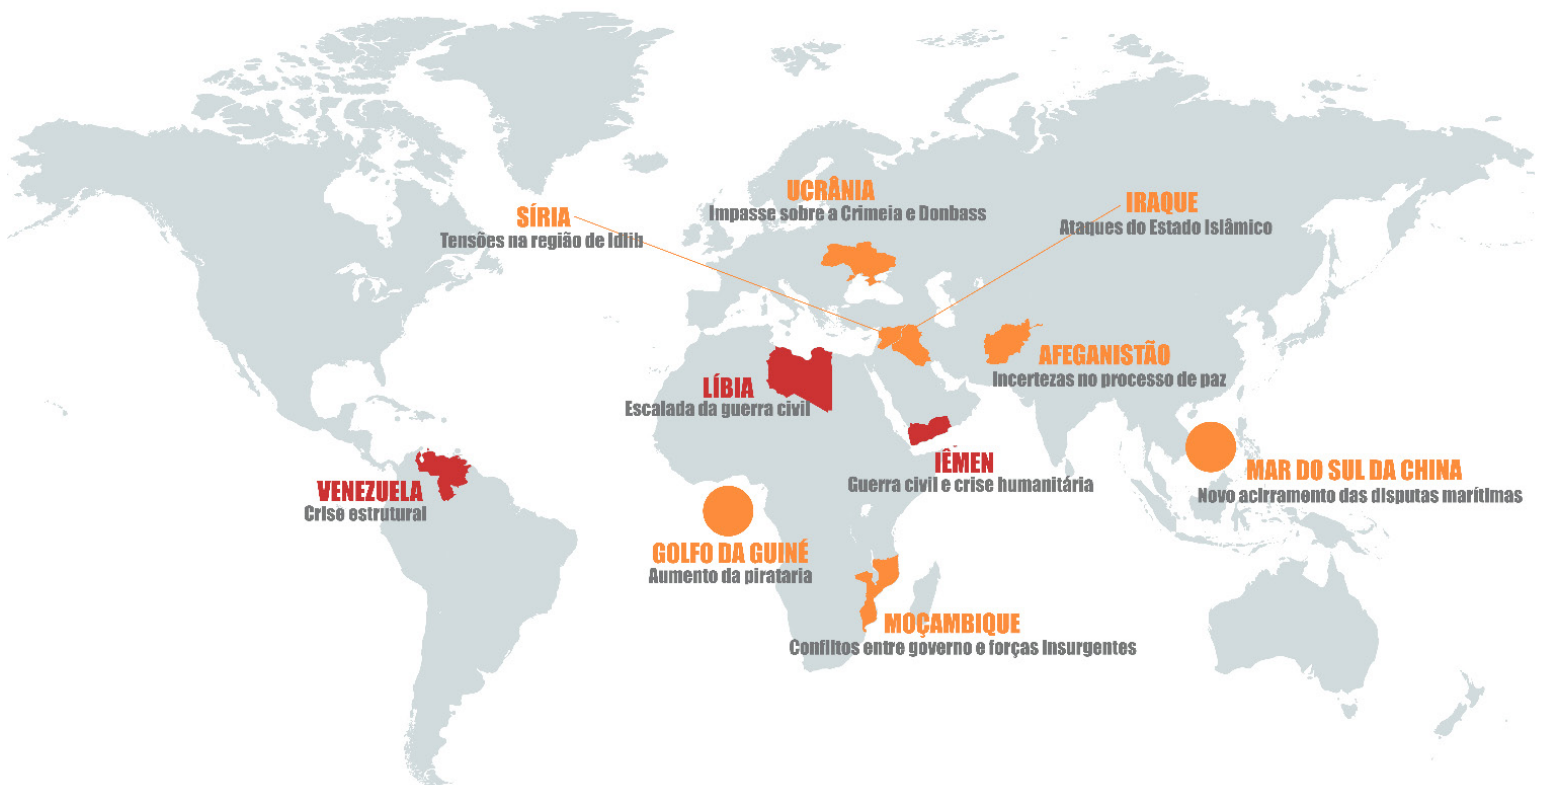 UCRÂNIA
Impasse sobre a Crimeia e Donbass
IRAQUE
Ataques do Estado Islâmico
SÍRIA
Tensões na região de Idlib
AFEGANISTÃO
Incertezas no processo de paz
LÍBIA
Escalada da guerra civil
IÊMEN
Guerra civil e crise humanitária
MAR DO SUL DA CHINA
Novo acirramento das disputas marítimas
VENEZUELA
Crise estrutural
GOLFO DA GUINÉ
Aumento da pirataria
MOÇAMBIQUE
Conflitos entre governo e forças insurgentes